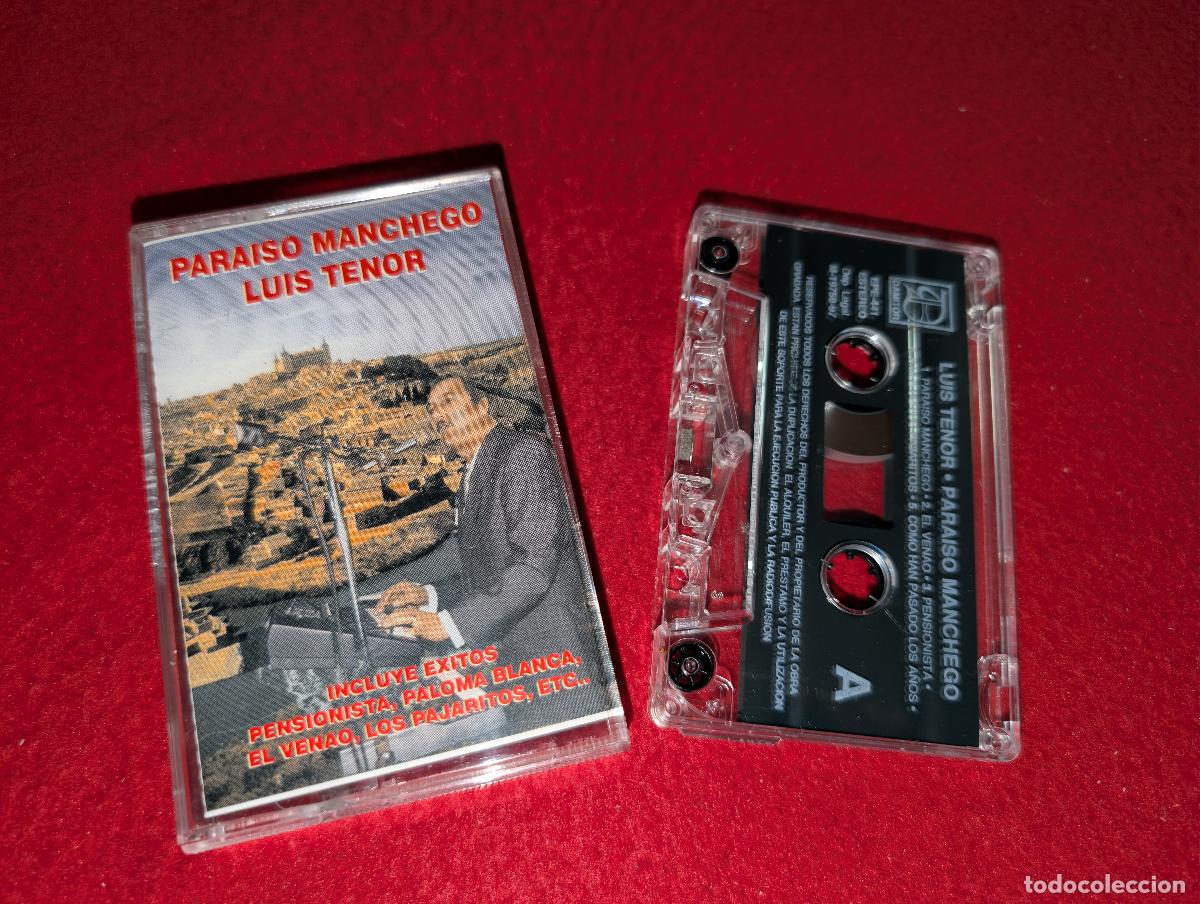 PARAISO MANCHEGO
LUIS TENOR
INCLUYE EXITOS
PENSIONISTA, PALOMA BLANCA,
EL VENAO, LOS PAJARITOS, ETC..
ESTEREO
Dep. Legal
LUIS TENOR • PARAISO MANCHEGO
1. PARAISO MANCHEGO • 2. EL VENAO • 3. PENSIONISTA •
5. COMO HAN PASADO LOS AÑOS •
A
RESERVADOS TODOS LOS DERECHOS DEL PRODUCTOR Y DEL PROPIETARIO DE LA OBRA
GRABADA. ESTAN LA DUPLICACION, EL ALQUILER, EL PRESTAMO Y LA UTILIZACION
DE ESTE SOPORTE PARA LA EJECUCION PUBLICA Y LA RADIODIFUSION
todocoleccion